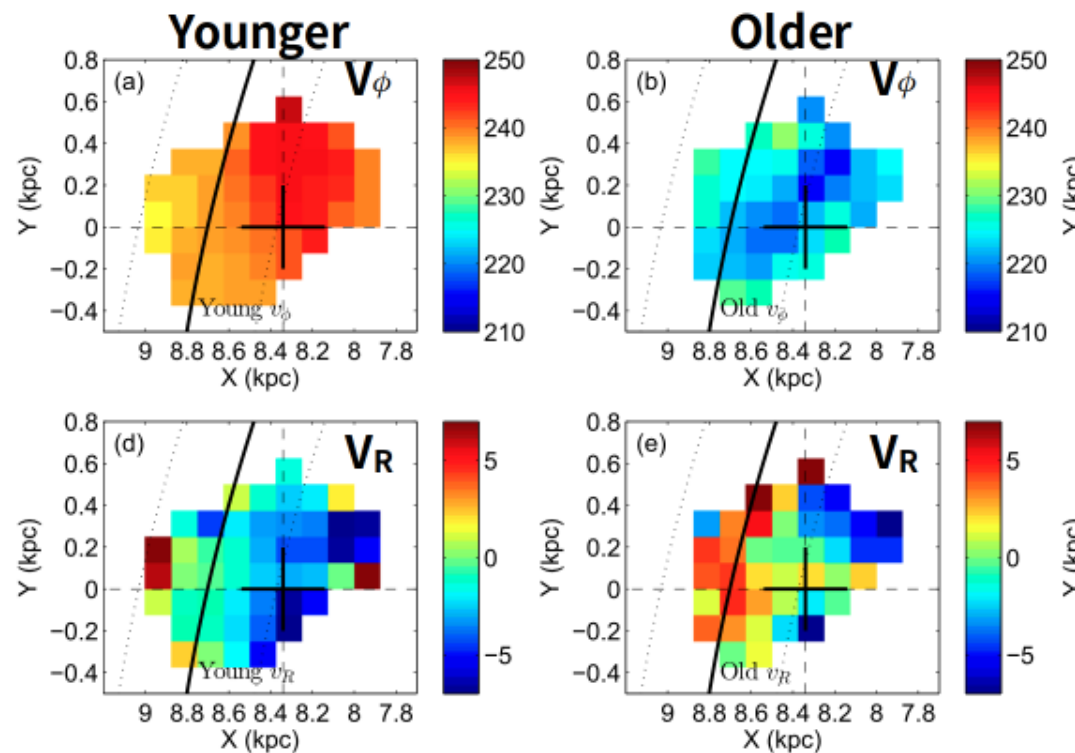 Younger
Older
(a)
Vϕ
0.8
0.6
0.4
0.2
0
−0.2
−0.4
Y (kpc)
Young vϕ
9 8.8 8.6 8.4 8.2 8 7.8
X (kpc)
250
240
230
220
210
(b)
Vϕ
0.8
0.6
0.4
0.2
0
−0.2
−0.4
Y (kpc)
Old vϕ
9 8.8 8.6 8.4 8.2 8 7.8
X (kpc)
250
240
230
220
210
Y (kpc)
(d)
VR
0.8
0.6
0.4
0.2
0
−0.2
−0.4
Y (kpc)
Young vR
9 8.8 8.6 8.4 8.2 8 7.8
X (kpc)
5
0
−5
(e)
VR
0.8
0.6
0.4
0.2
0
−0.2
−0.4
Y (kpc)
Old vR
9 8.8 8.6 8.4 8.2 8 7.8
X (kpc)
5
0
−5
Y (kpc)